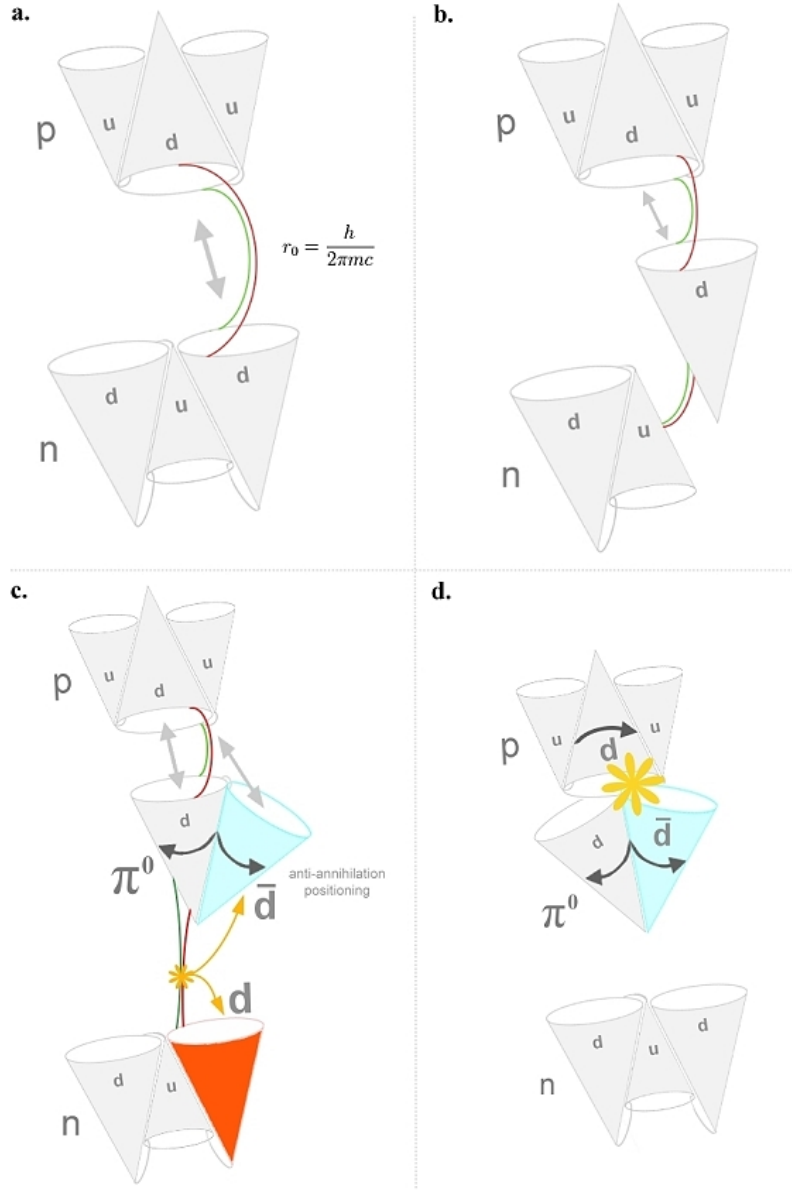 a.
u
u
d
p
r₀ = h / 2πmc
d
u
d
n
b.
u
u
d
p
d
d
u
n
c.
u
u
d
p
d
π⁰
anti-annihilation
positioning
d̄
d
d
u
n
d.
u
u
d
p
d̄
d
π⁰
d
u
d
n